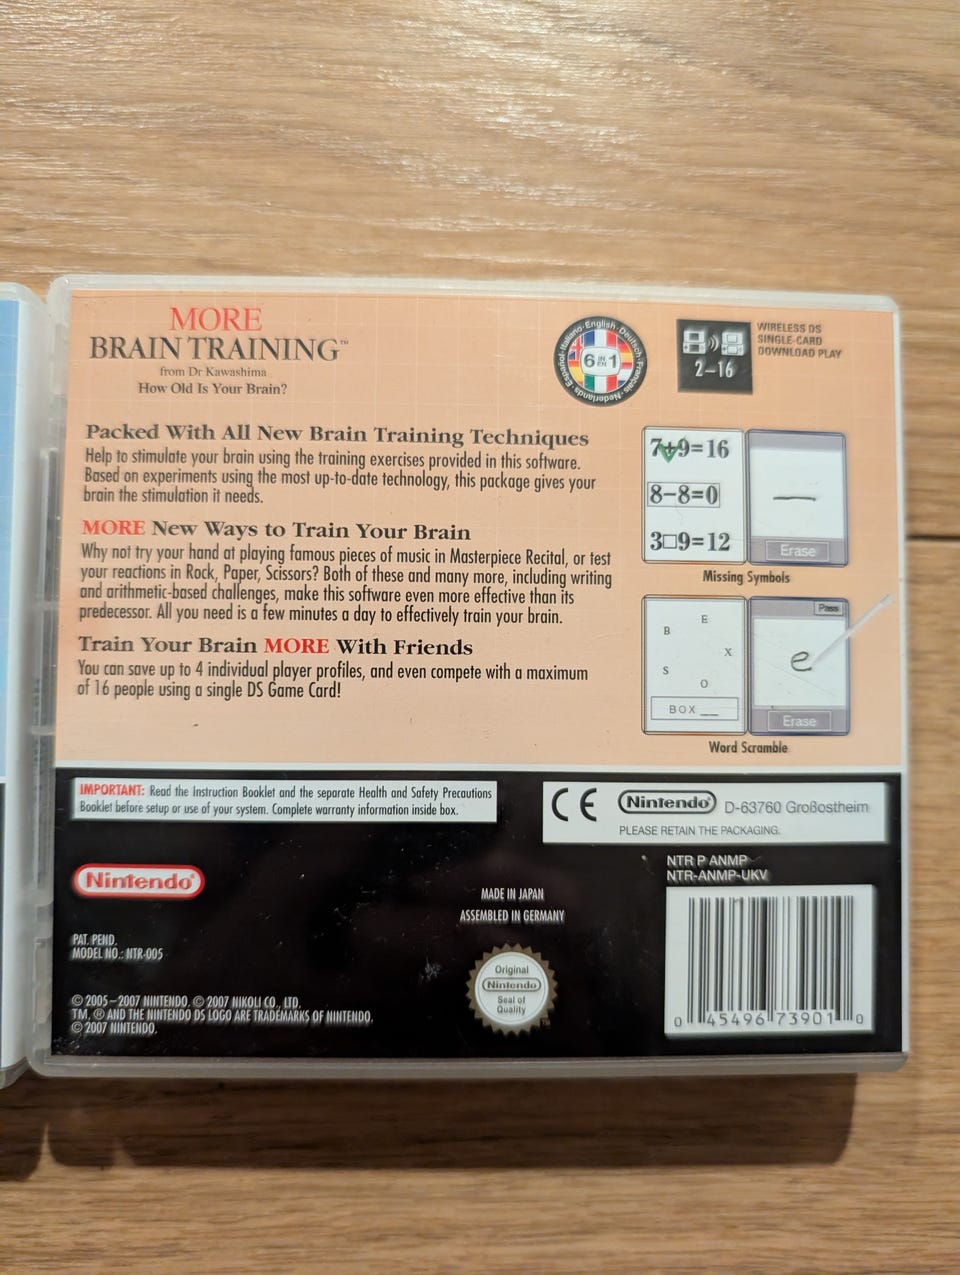 MORE
BRAIN TRAINING™
from Dr Kawashima
How Old Is Your Brain?
English · Deutsch · Français · Nederlands · Español · Italiano
6 IN EN 1
2–16
WIRELESS DS
SINGLE-CARD
DOWNLOAD PLAY
Packed With All New Brain Training Techniques
Help to stimulate your brain using the training exercises provided in this software.
Based on experiments using the most up-to-date technology, this package gives your
brain the stimulation it needs.
MORE New Ways to Train Your Brain
Why not try your hand at playing famous pieces of music in Masterpiece Recital, or test
your reactions in Rock, Paper, Scissors? Both of these and many more, including writing
and arithmetic-based challenges, make this software even more effective than its
predecessor. All you need is a few minutes a day to effectively train your brain.
Train Your Brain MORE With Friends
You can save up to 4 individual player profiles, and even compete with a maximum
of 16 people using a single DS Game Card!
7+9=16
8−8=0
3□9=12
—
Erase
Missing Symbols
E
B
X
S
O
BOX__
Pass
e
Erase
Word Scramble
IMPORTANT: Read the Instruction Booklet and the separate Health and Safety Precautions
Booklet before setup or use of your system. Complete warranty information inside box.
CE Nintendo® D-63760 Großostheim
PLEASE RETAIN THE PACKAGING.
Nintendo®
PAT. PEND.
MODEL NO.: NTR-005
MADE IN JAPAN
ASSEMBLED IN GERMANY
NTR P ANMP
NTR-ANMP-UKV
Original
Nintendo
Seal of
Quality
TM
© 2005–2007 NINTENDO. © 2007 NIKOLI CO., LTD.
TM, ® AND THE NINTENDO DS LOGO ARE TRADEMARKS OF NINTENDO.
© 2007 NINTENDO.
0 45496 73901 0